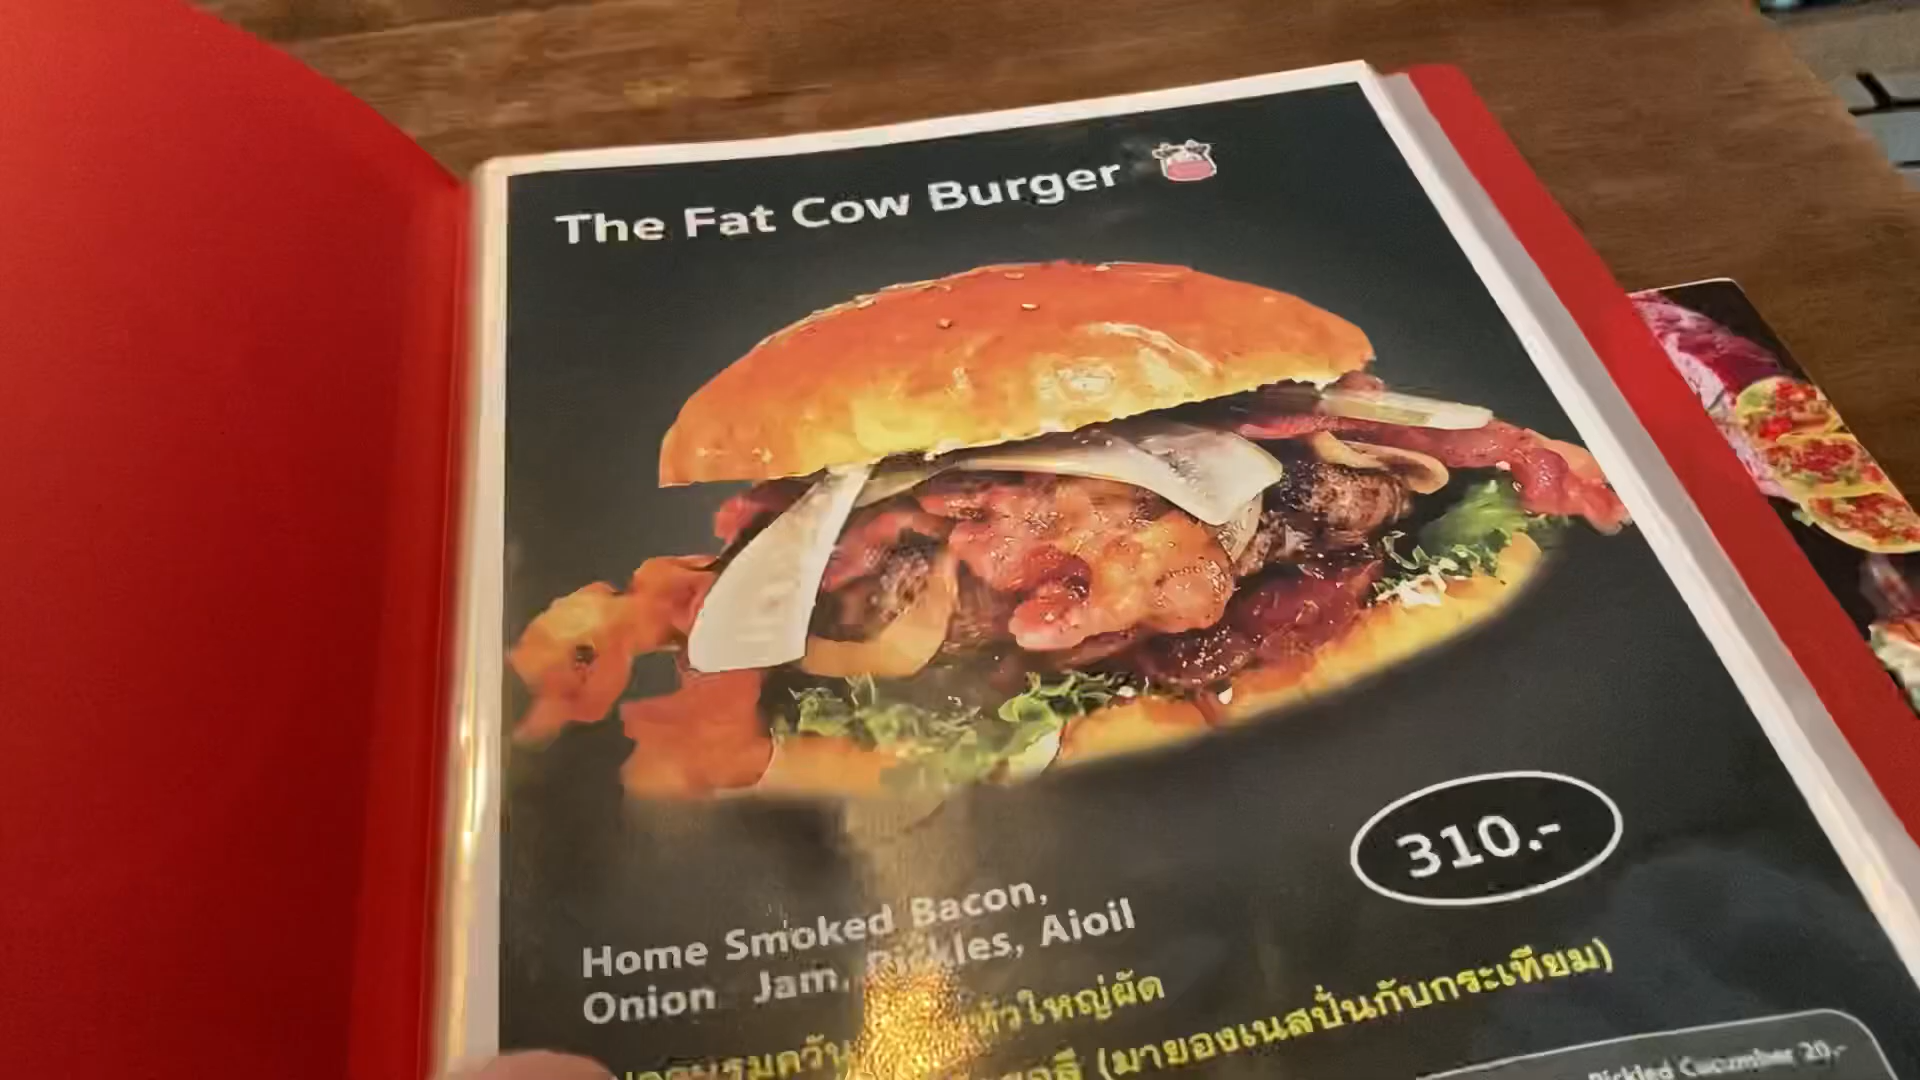 The Fat Cow Burger
310.-
Home Smoked Bacon,
Onion Jam, Pickles, Aioil
หัวใหญ่ผัด
(มายองเนสปั่นกับกระเทียม)
Pickled Cucumber 20.-